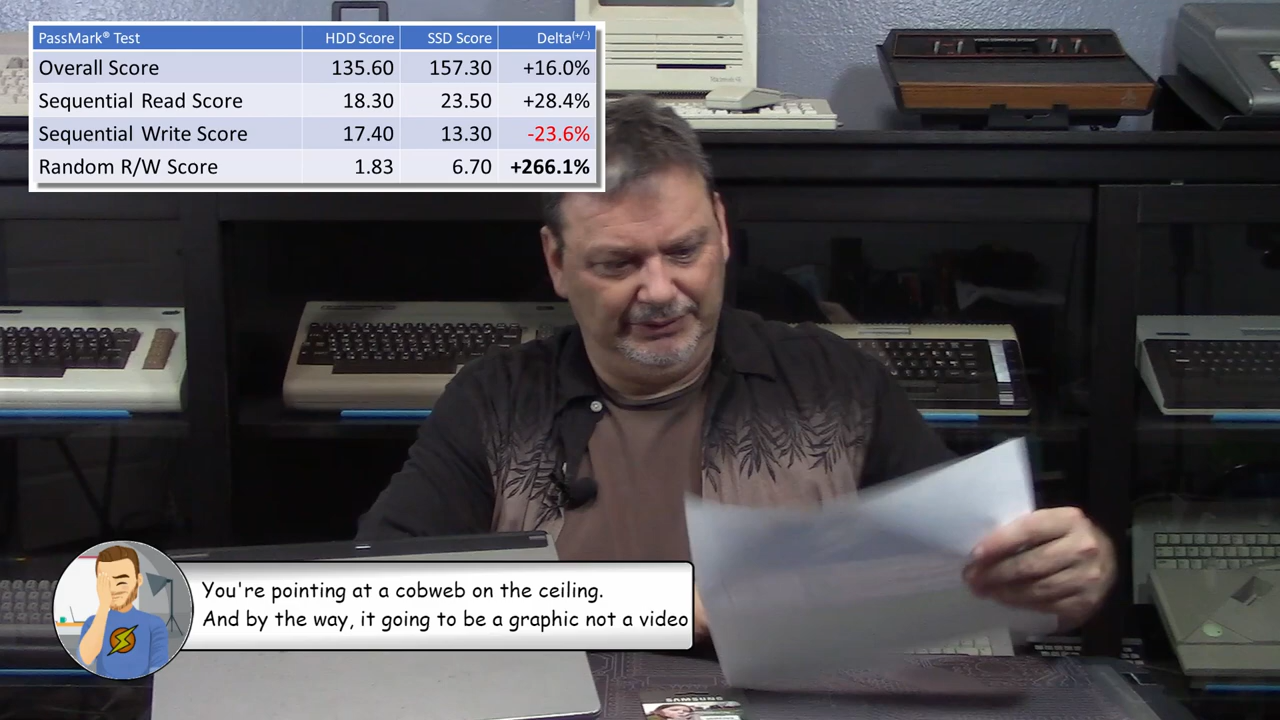 PassMark® Test HDD Score SSD Score Delta(+/-)
Overall Score 135.60 157.30 +16.0%
Sequential Read Score 18.30 23.50 +28.4%
Sequential Write Score 17.40 13.30 -23.6%
Random R/W Score 1.83 6.70 +266.1%
You're pointing at a cobweb on the ceiling.
And by the way, it going to be a graphic not a video
SAMSUNG